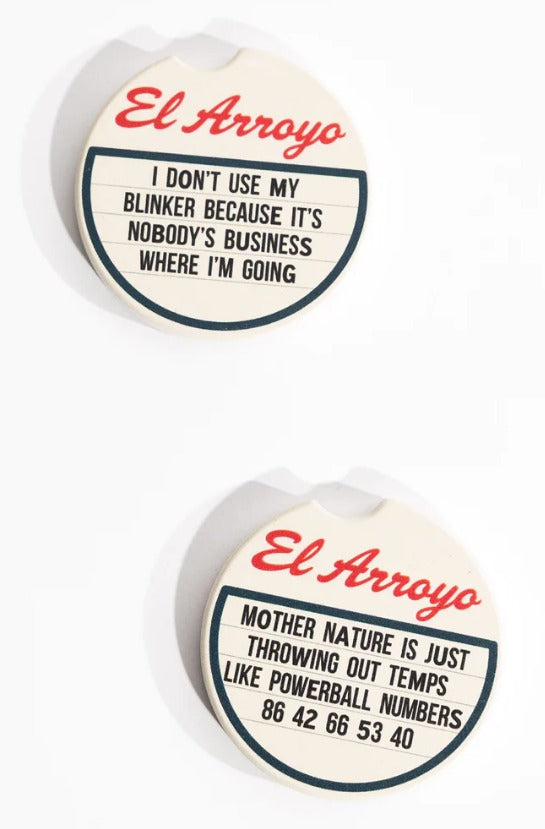 El Arroyo
I DON'T USE MY
BLINKER BECAUSE IT'S
NOBODY'S BUSINESS
WHERE I'M GOING
El Arroyo
MOTHER NATURE IS JUST
THROWING OUT TEMPS
LIKE POWERBALL NUMBERS
86 42 66 53 40